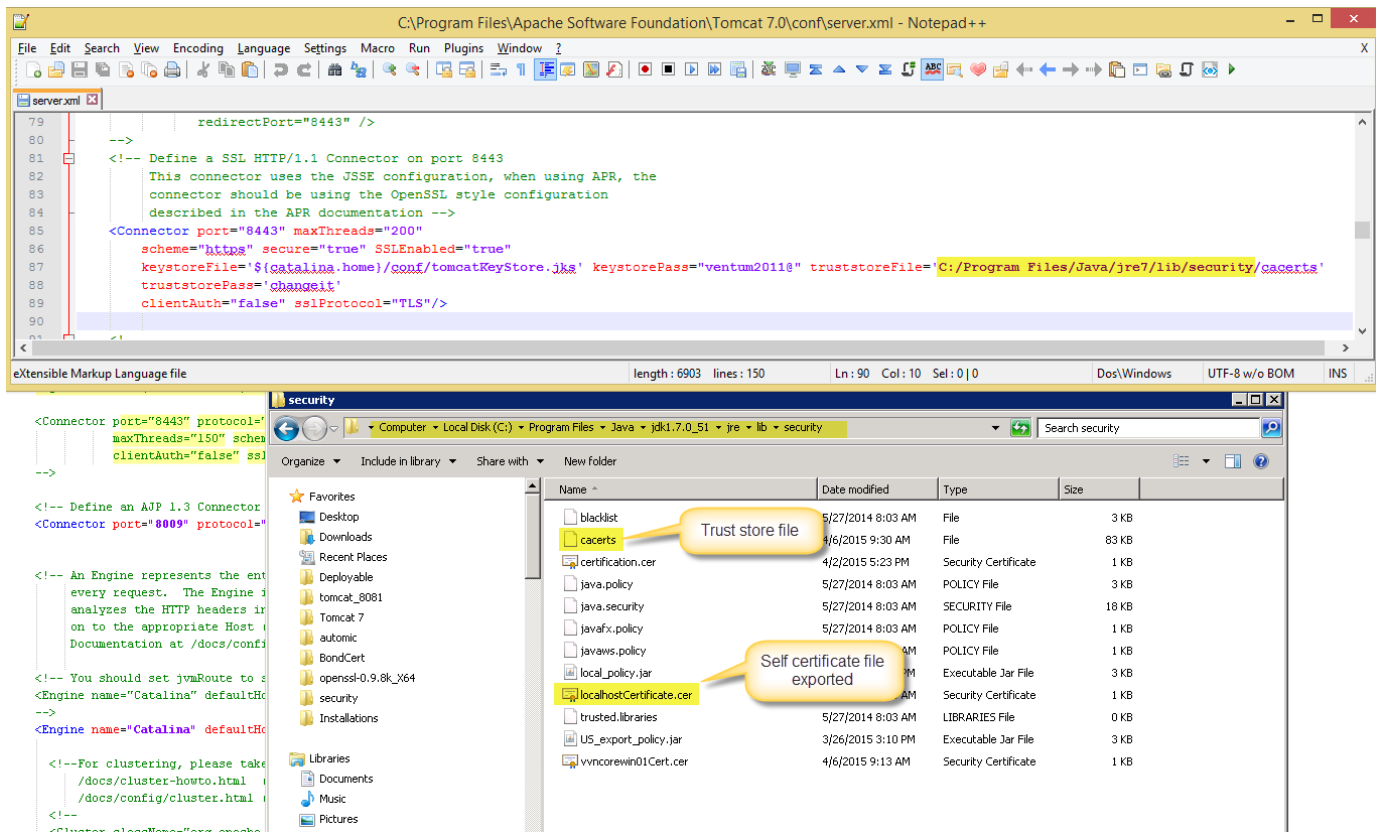 C:\Program Files\Apache Software Foundation\Tomcat 7.0\conf\server.xml - Notepad++
File Edit Search View Encoding Language Settings Macro Run Plugins Window ? X
server.xml
79 redirectPort="8443" />
80 -->
81 <!-- Define a SSL HTTP/1.1 Connector on port 8443
82 This connector uses the JSSE configuration, when using APR, the
83 connector should be using the OpenSSL style configuration
84 described in the APR documentation -->
85 <Connector port="8443" maxThreads="200"
86 scheme="https" secure="true" SSLEnabled="true"
87 keystoreFile='${catalina.home}/conf/tomcatKeyStore.jks' keystorePass="ventum2011@" truststoreFile='C:/Program Files/Java/jre7/lib/security/cacerts'
88 truststorePass='changeit'
89 clientAuth="false" sslProtocol="TLS"/>
90
91 <!
eXtensible Markup Language file length : 6903 lines : 150 Ln : 90 Col : 10 Sel : 0 | 0 Dos\Windows UTF-8 w/o BOM INS
<Connector port="8443" protocol="
maxThreads="150" schem
clientAuth="false" ssl
-->
<!-- Define an AJP 1.3 Connector
<Connector port="8009" protocol="
<!-- An Engine represents the ent
every request. The Engine i
analyzes the HTTP headers in
on to the appropriate Host (
Documentation at /docs/confi
<!-- You should set jvmRoute to s
<Engine name="Catalina" defaultHo
-->
<Engine name="Catalina" defaultHo
<!--For clustering, please take
/docs/cluster-howto.html (
/docs/config/cluster.html (
<!--
<Cluster className="org.apache
security
Computer Local Disk (C:) Program Files Java jdk1.7.0_51 jre lib security
Search security
Organize Include in library Share with New folder
Favorites
Desktop
Downloads
Recent Places
Deployable
tomcat_8081
Tomcat 7
automic
BondCert
openssl-0.9.8k_X64
security
Installations
Libraries
Documents
Music
Pictures
Name Date modified Type Size
blacklist 5/27/2014 8:03 AM File 3 KB
cacerts 4/6/2015 9:30 AM File 83 KB
Trust store file
certification.cer 4/2/2015 5:23 PM Security Certificate 1 KB
java.policy 5/27/2014 8:03 AM POLICY File 3 KB
java.security 5/27/2014 8:03 AM SECURITY File 18 KB
javafx.policy 5/27/2014 8:03 AM POLICY File 1 KB
javaws.policy AM POLICY File 1 KB
local_policy.jar PM Executable Jar File 3 KB
Self certificate file
exported
localhostCertificate.cer AM Security Certificate 1 KB
trusted.libraries 5/27/2014 8:03 AM LIBRARIES File 0 KB
US_export_policy.jar 3/26/2015 3:10 PM Executable Jar File 3 KB
vvncorewin01Cert.cer 4/6/2015 9:13 AM Security Certificate 1 KB